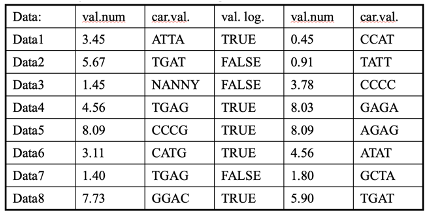 Data: val.num car.val. val. log. val.num car.val.
Data1 3.45 ATTA TRUE 0.45 CCAT
Data2 5.67 TGAT FALSE 0.91 TATT
Data3 1.45 NANNY FALSE 3.78 CCCC
Data4 4.56 TGAG TRUE 8.03 GAGA
Data5 8.09 CCCG TRUE 8.09 AGAG
Data6 3.11 CATG TRUE 4.56 ATAT
Data7 1.40 TGAG FALSE 1.80 GCTA
Data8 7.73 GGAC TRUE 5.90 TGAT